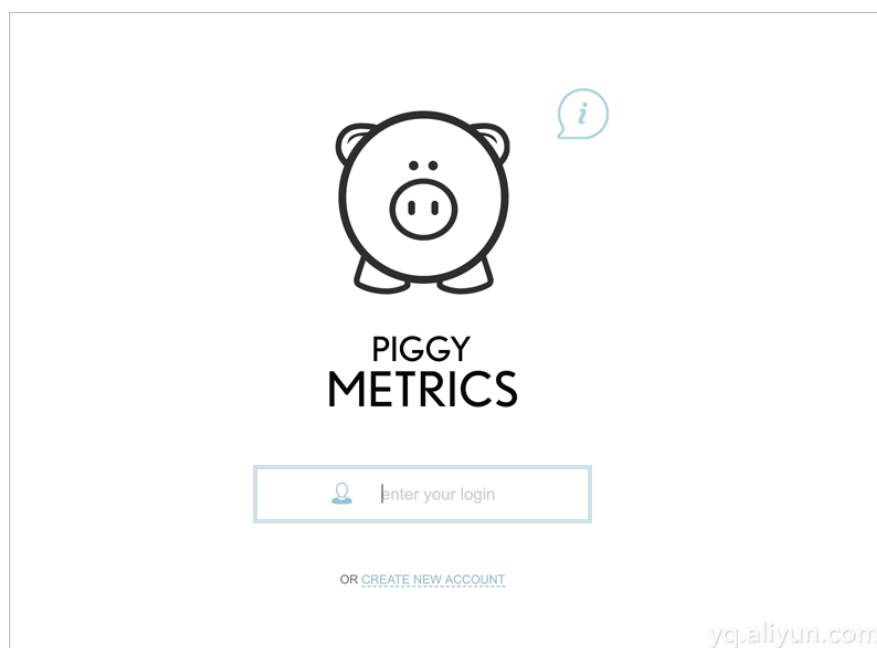 i
PIGGY
METRICS
enter your login
OR CREATE NEW ACCOUNT
yq.aliyun.com